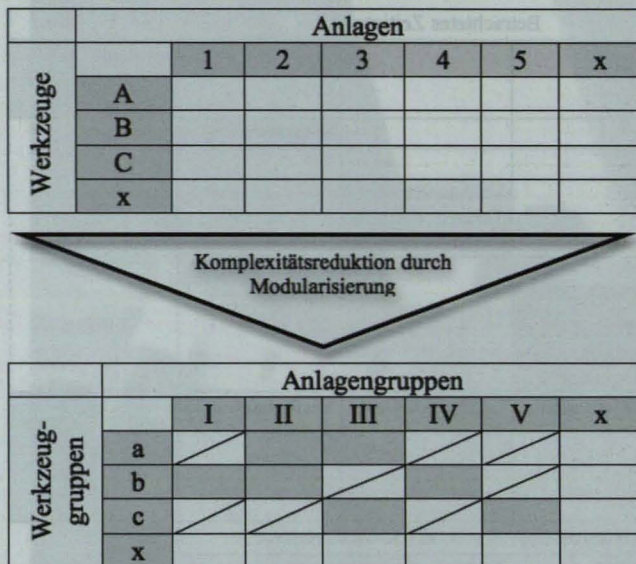 Anlagen
1 2 3 4 5 x
Werkzeuge
A
B
C
x
Komplexitätsreduktion durch
Modularisierung
Anlagengruppen
I II III IV V x
Werkzeug-
gruppen
a
b
c
x